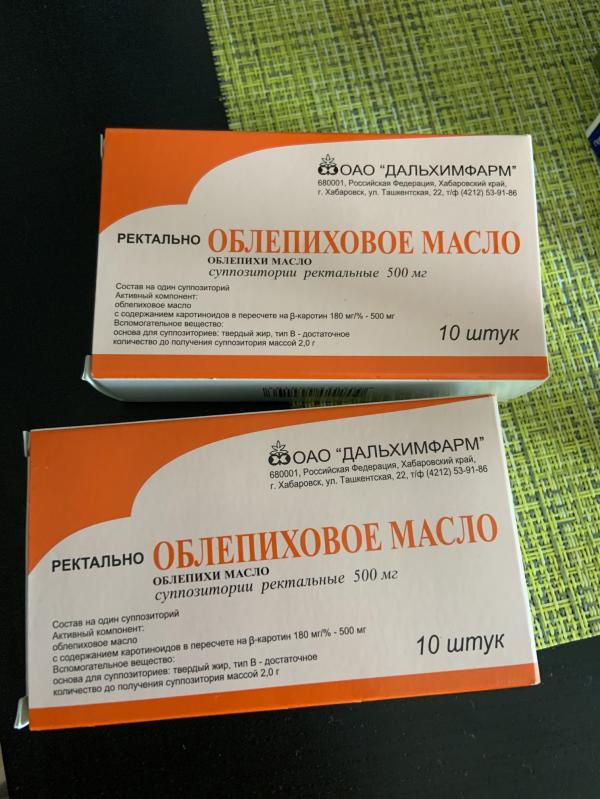 ОАО "ДАЛЬХИМФАРМ"
680001, Российская Федерация, Хабаровский край,
г. Хабаровск, ул. Ташкентская, 22, т/ф (4212) 53-91-86
РЕКТАЛЬНО ОБЛЕПИХОВОЕ МАСЛО
ОБЛЕПИХИ МАСЛО
суппозитории ректальные 500 мг
Состав на один суппозиторий
Активный компонент:
облепиховое масло
с содержанием каротиноидов в пересчете на β-каротин 180 мг/% - 500 мг
Вспомогательное вещество:
основа для суппозиториев: твердый жир, тип В - достаточное
количество до получения суппозитория массой 2,0 г
10 штук
ОАО "ДАЛЬХИМФАРМ"
680001, Российская Федерация, Хабаровский край,
г. Хабаровск, ул. Ташкентская, 22, т/ф (4212) 53-91-86
РЕКТАЛЬНО ОБЛЕПИХОВОЕ МАСЛО
ОБЛЕПИХИ МАСЛО
суппозитории ректальные 500 мг
Состав на один суппозиторий
Активный компонент:
облепиховое масло
с содержанием каротиноидов в пересчете на β-каротин 180 мг/% - 500 мг
Вспомогательное вещество:
основа для суппозиториев: твердый жир, тип В - достаточное
количество до получения суппозитория массой 2,0 г
10 штук